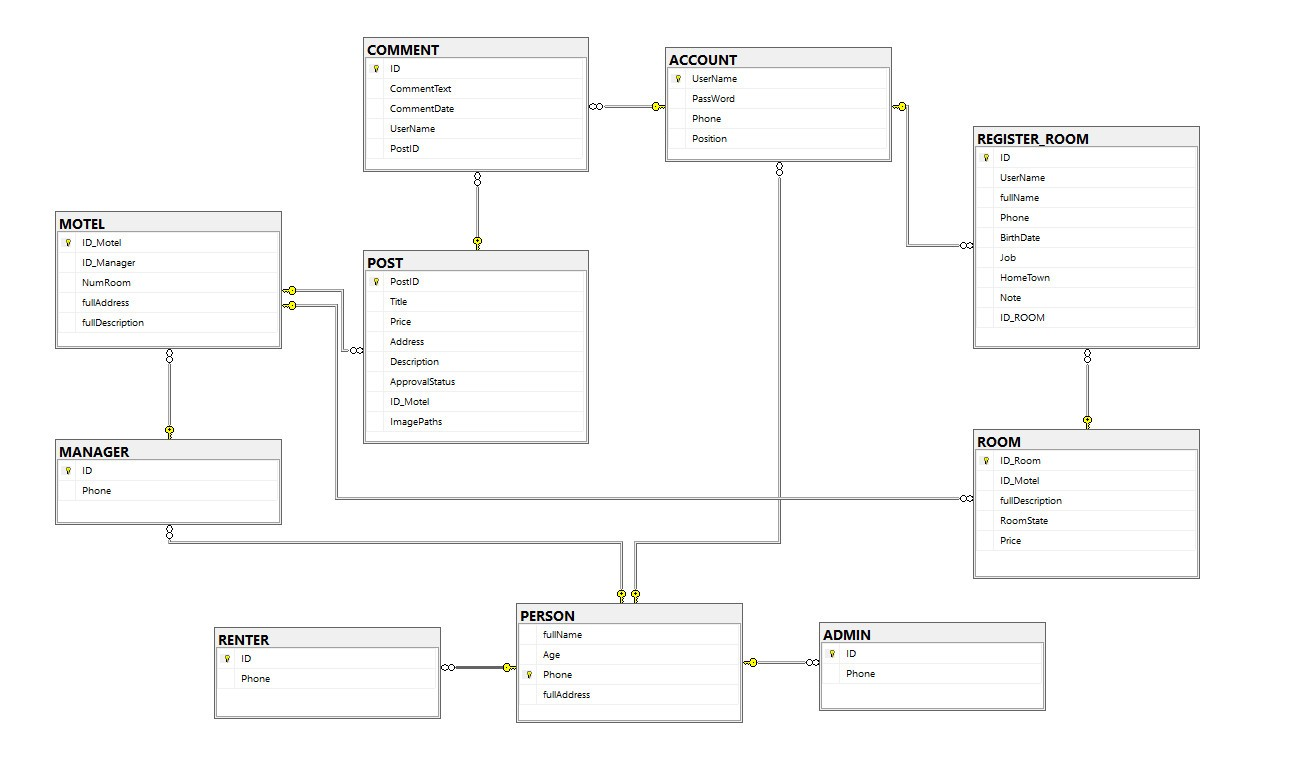 COMMENT
ID
CommentText
CommentDate
UserName
PostID
ACCOUNT
UserName
PassWord
Phone
Position
REGISTER_ROOM
ID
UserName
fullName
Phone
BirthDate
Job
HomeTown
Note
ID_ROOM
MOTEL
ID_Motel
ID_Manager
NumRoom
fullAddress
fullDescription
POST
PostID
Title
Price
Address
Description
ApprovalStatus
ID_Motel
ImagePaths
MANAGER
ID
Phone
ROOM
ID_Room
ID_Motel
fullDescription
RoomState
Price
RENTER
ID
Phone
PERSON
fullName
Age
Phone
fullAddress
ADMIN
ID
Phone